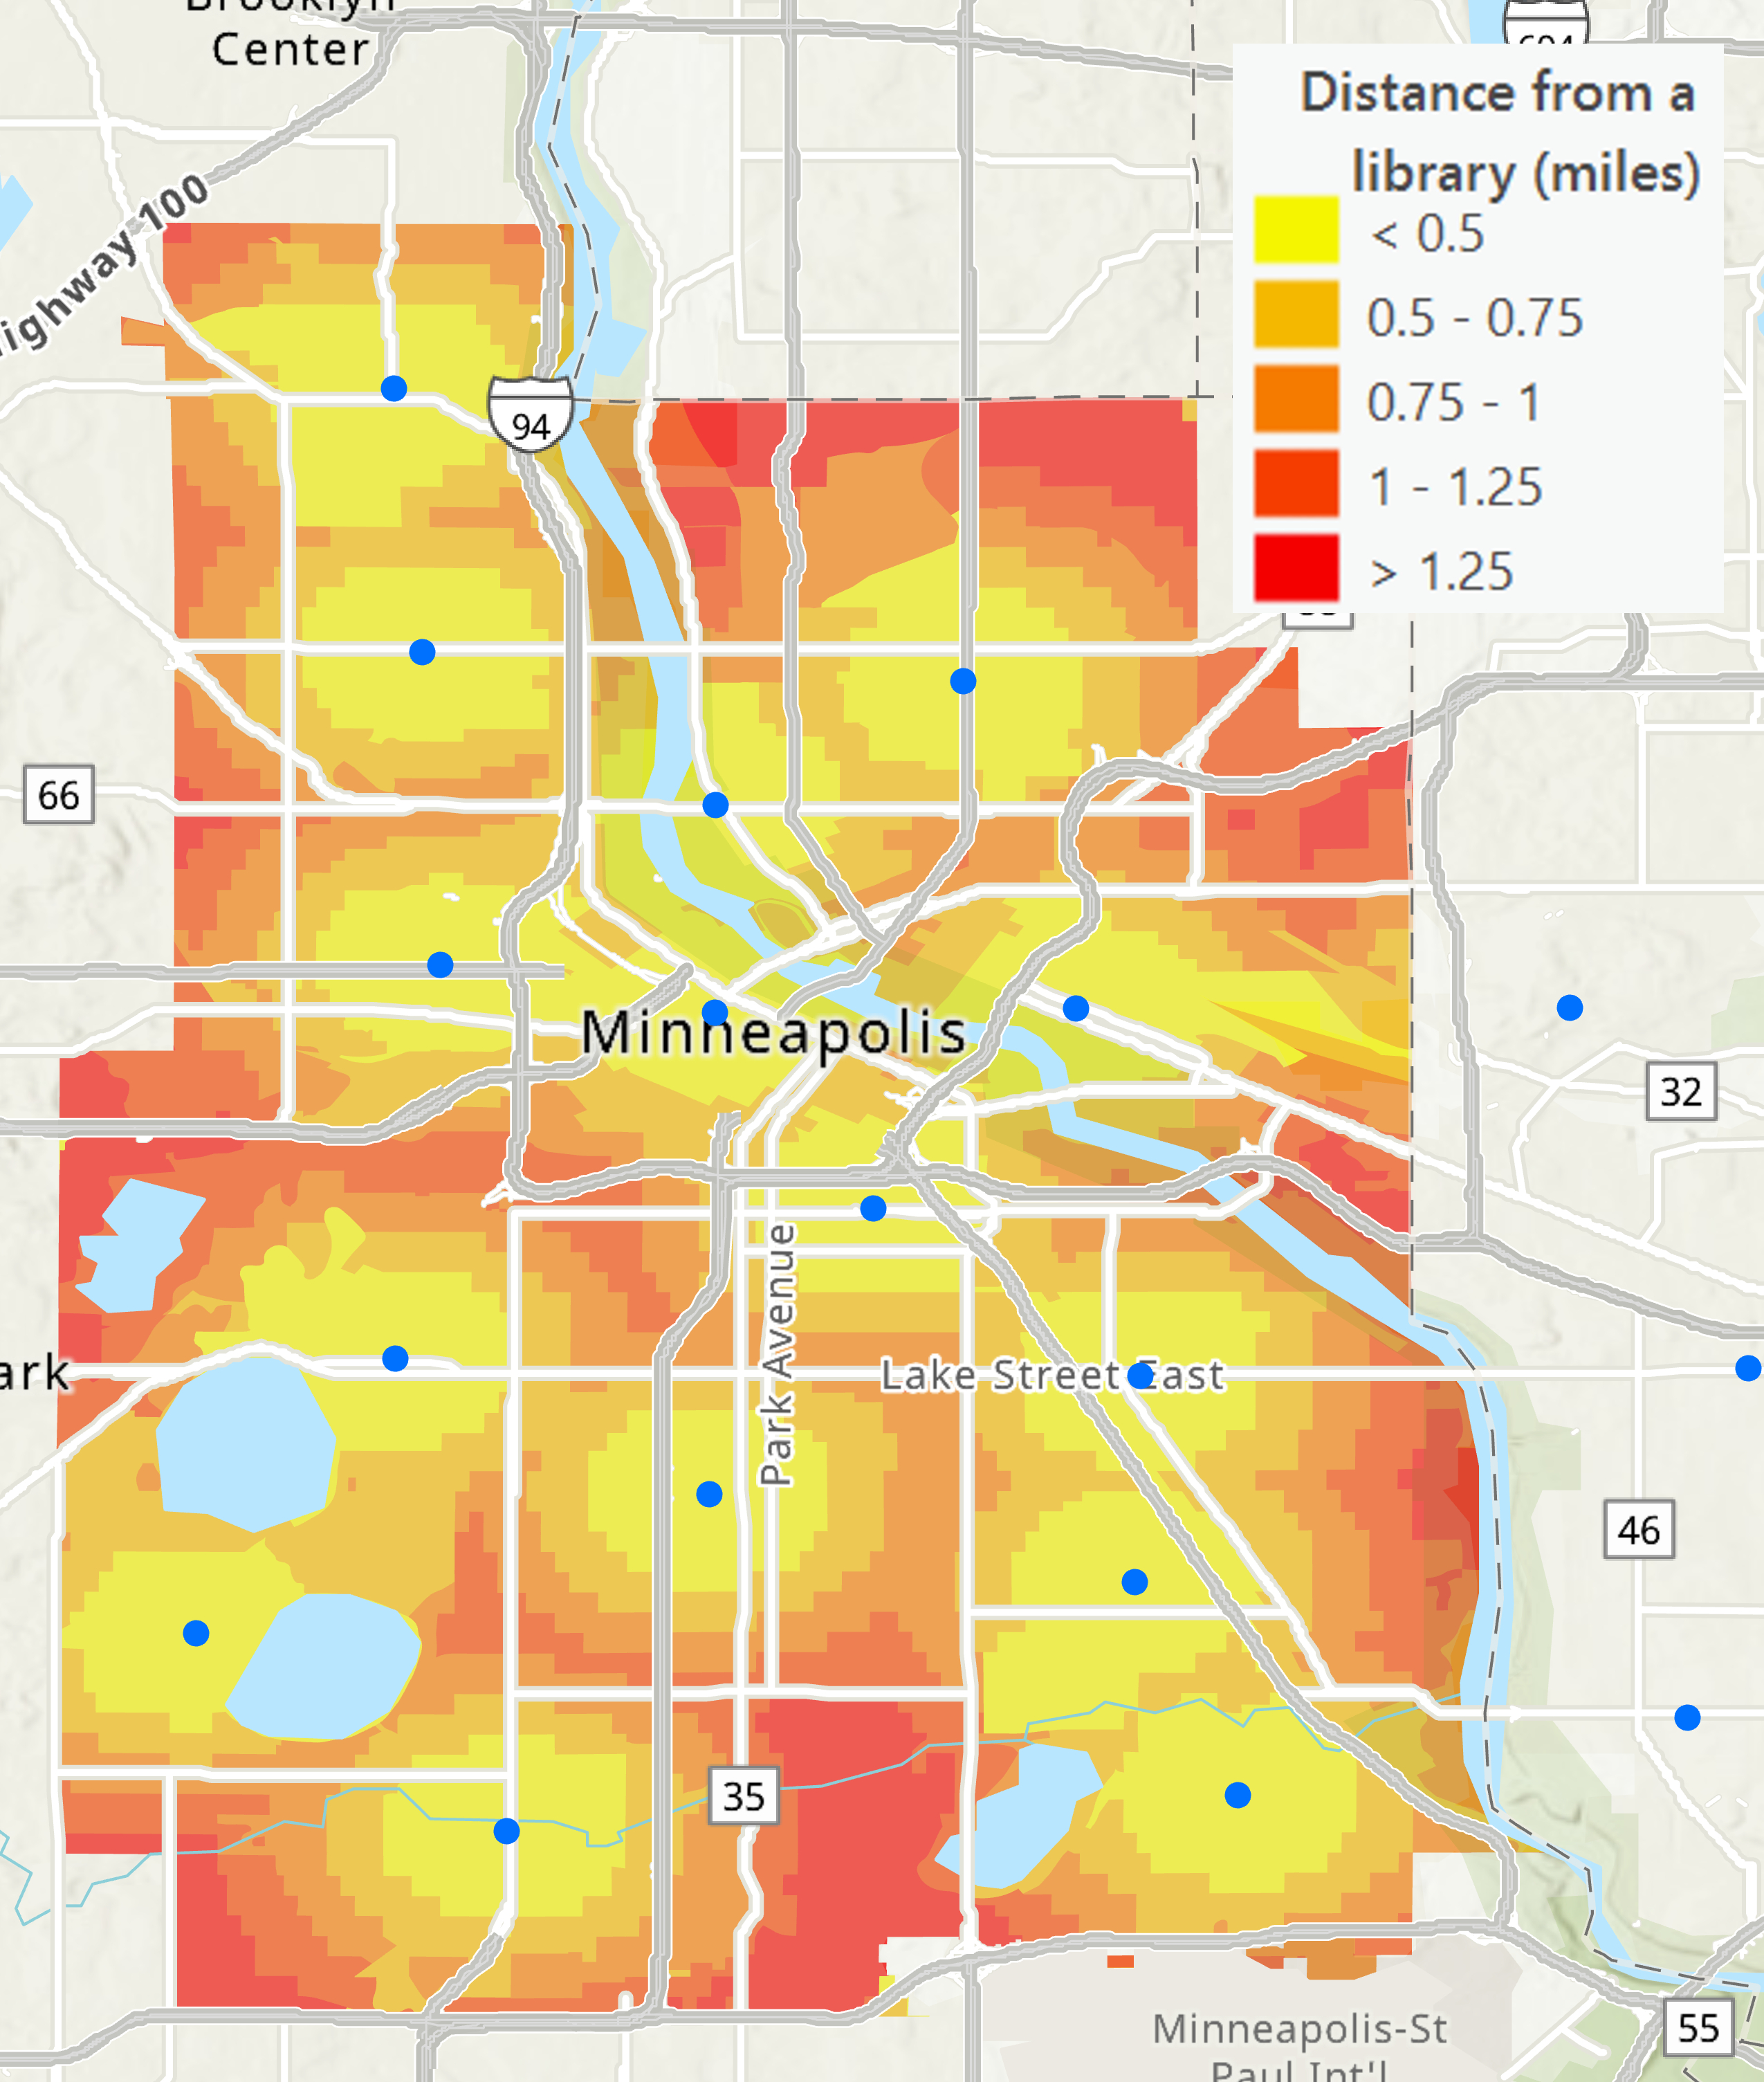 Brooklyn
Center
Distance from a
library (miles)
< 0.5
0.5 - 0.75
0.75 - 1
1 - 1.25
> 1.25
Highway 100
94
66
Minneapolis
32
Park Avenue
Lake Street East
46
35
55
Minneapolis-St
Paul Int'l